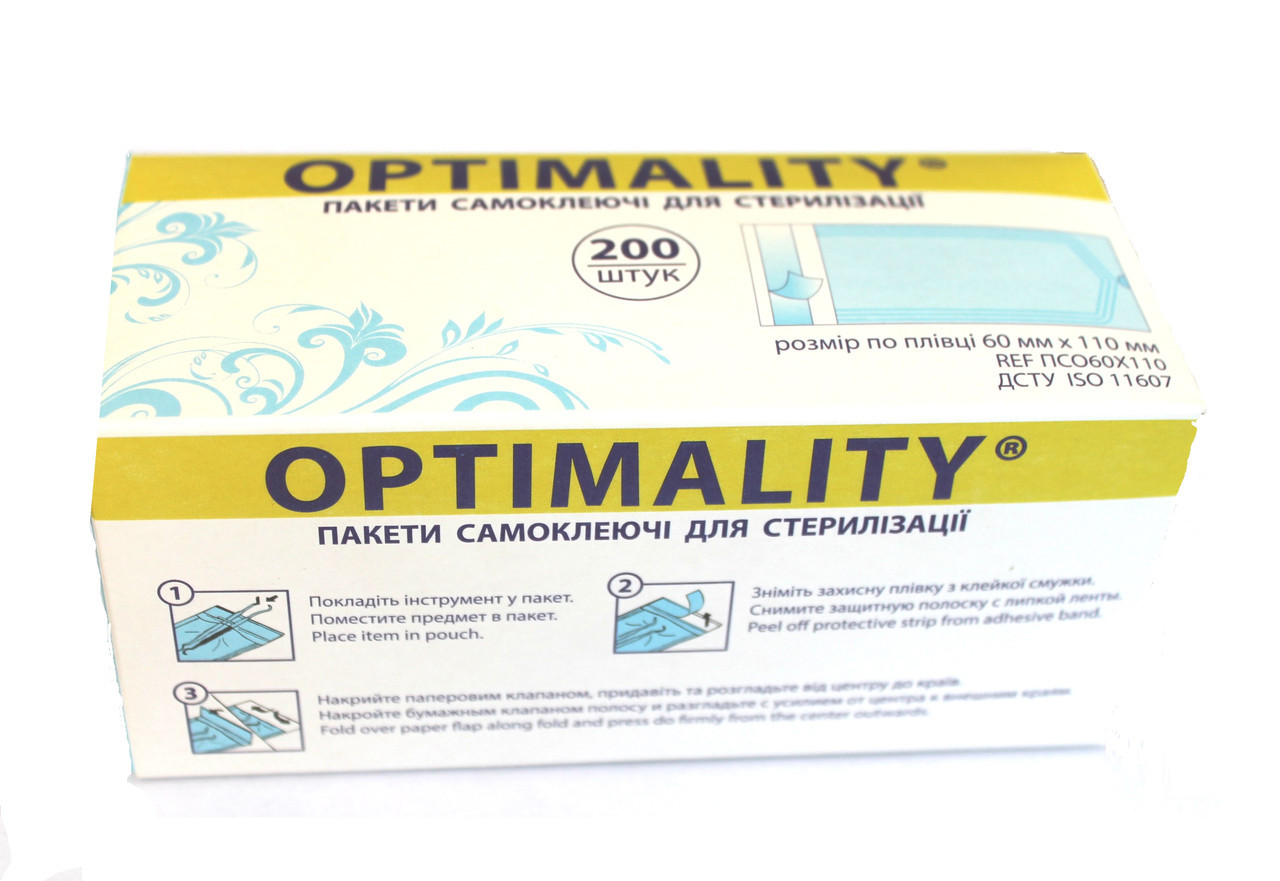 OPTIMALITY®
ПАКЕТИ САМОКЛЕЮЧІ ДЛЯ СТЕРИЛІЗАЦІЇ
200
штук
розмір по плівці 60 мм x 110 мм
REF ПСО60X110
ДСТУ ISO 11607
OPTIMALITY®
ПАКЕТИ САМОКЛЕЮЧІ ДЛЯ СТЕРИЛІЗАЦІЇ
1
Покладіть інструмент у пакет.
Поместите предмет в пакет.
Place item in pouch.
2
Зніміть захисну плівку з клейкої смужки.
Снимите защитную полоску с липкой ленты.
Peel off protective strip from adhesive band.
3
Накрийте паперовим клапаном, придавіть та розгладьте від центру до країв.
Накройте бумажным клапаном полосу и разгладьте с усилием от центра к внешним краям.
Fold over paper flap along fold and press do firmly from the center outwards.